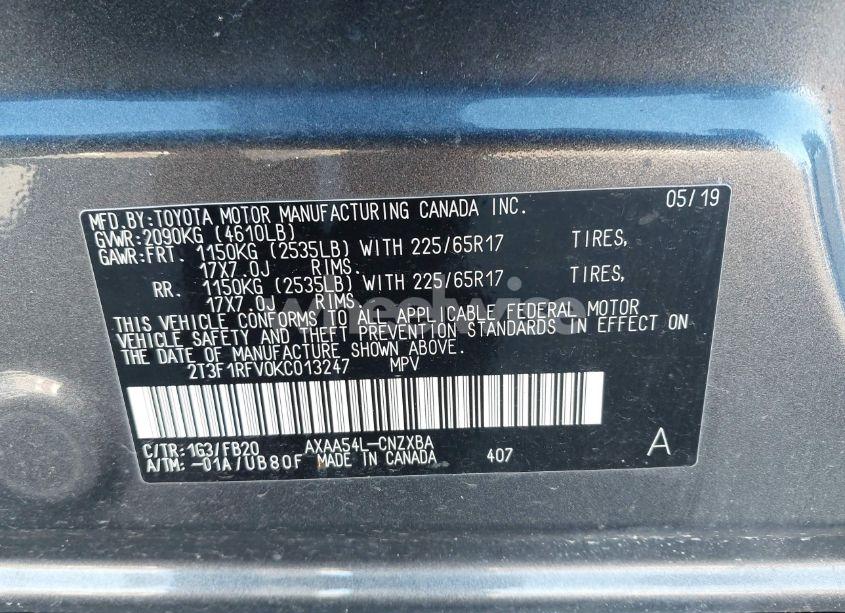 MFD.BY:TOYOTA MOTOR MANUFACTURING CANADA INC. 05/19
GVWR:2090KG (4610LB)
GAWR:FRT. 1150KG (2535LB) WITH 225/65R17 TIRES,
17X7.0J RIMS.
RR. 1150KG (2535LB) WITH 225/65R17 TIRES,
17X7.0J RIMS.
THIS VEHICLE CONFORMS TO ALL APPLICABLE FEDERAL MOTOR
VEHICLE SAFETY AND THEFT PREVENTION STANDARDS IN EFFECT ON
THE DATE OF MANUFACTURE SHOWN ABOVE.
2T3F1RFV0KC013247 MPV
C/TR:1G3/FB20 AXAA54L-CNZXBA
A/TM:-01A/UB80F MADE IN CANADA 407 A
wheelwire